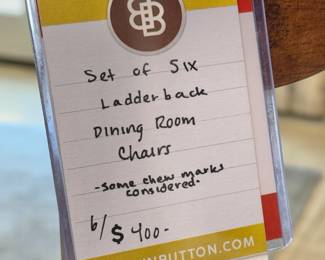 Set of Six
Ladderback
Dining Room
Chairs
-some chew marks
considered-
6/$400-